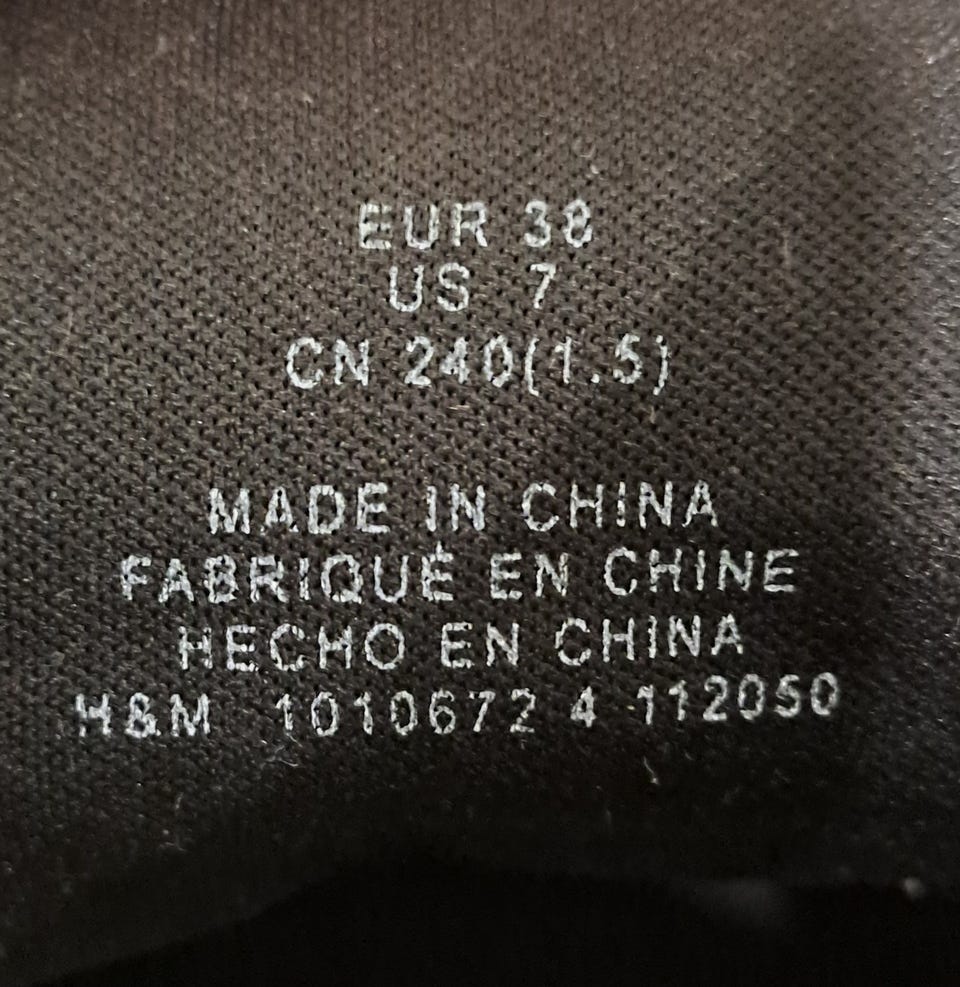 EUR 38
US 7
CN 240(1.5)
MADE IN CHINA
FABRIQUÉ EN CHINE
HECHO EN CHINA
H&M 1010672 4 112050